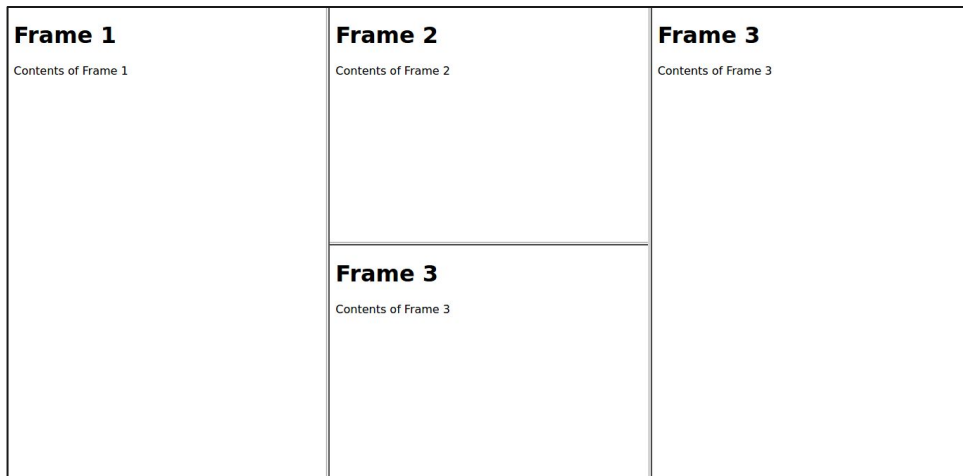 Frame 1
Contents of Frame 1
Frame 2
Contents of Frame 2
Frame 3
Contents of Frame 3
Frame 3
Contents of Frame 3